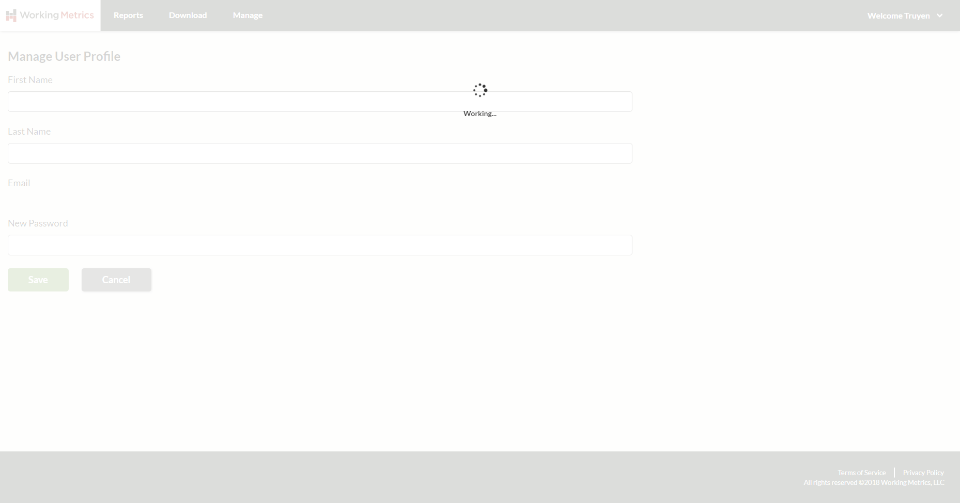 Working Metrics
Reports Download Manage Welcome Truyen
Manage User Profile
First Name
Working...
Last Name
Email
New Password
Save Cancel
Terms of Service Privacy Policy
All rights reserved ©2018 Working Metrics, LLC